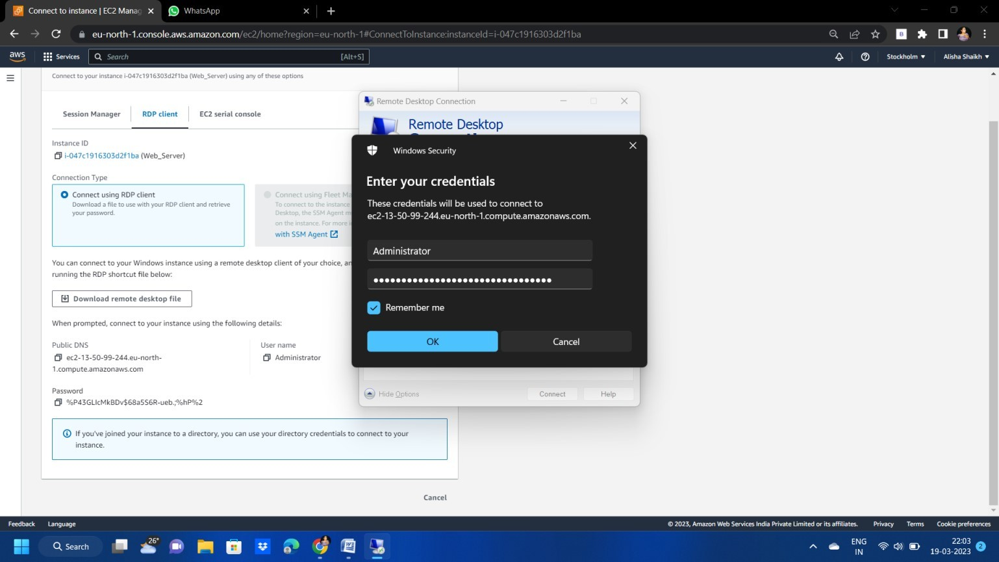 Connect to instance | EC2 Manag
WhatsApp
eu-north-1.console.aws.amazon.com/ec2/home?region=eu-north-1#ConnectToInstance:instanceId=i-047c1916303d2f1ba
B
aws
Services
Search
[Alt+S]
Stockholm
Alisha Shaikh
Connect to your instance i-047c1916303d2f1ba (Web_Server) using any of these options
Session Manager
RDP client
EC2 serial console
Instance ID
i-047c1916303d2f1ba (Web_Server)
Connection Type
Connect using RDP client
Download a file to use with your RDP client and retrieve
your password.
Connect using Fleet Ma
To connect to the instance
Desktop, the SSM Agent m
on the instance. For more i
with SSM Agent
You can connect to your Windows instance using a remote desktop client of your choice, an
running the RDP shortcut file below:
Download remote desktop file
When prompted, connect to your instance using the following details:
Public DNS
ec2-13-50-99-244.eu-north-
1.compute.amazonaws.com
User name
Administrator
Password
%P43GLIcMkBDv$68a5S6R-ueb.;%hP%2
If you've joined your instance to a directory, you can use your directory credentials to connect to your
instance.
Cancel
Remote Desktop Connection
Remote Desktop
Windows Security
Enter your credentials
These credentials will be used to connect to
ec2-13-50-99-244.eu-north-1.compute.amazonaws.com.
Administrator
Remember me
OK
Cancel
Hide Options
Connect
Help
Feedback
Language
© 2023, Amazon Web Services India Private Limited or its affiliates.
Privacy
Terms
Cookie preferences
Search
26°
ENG
IN
22:03
19-03-2023
2